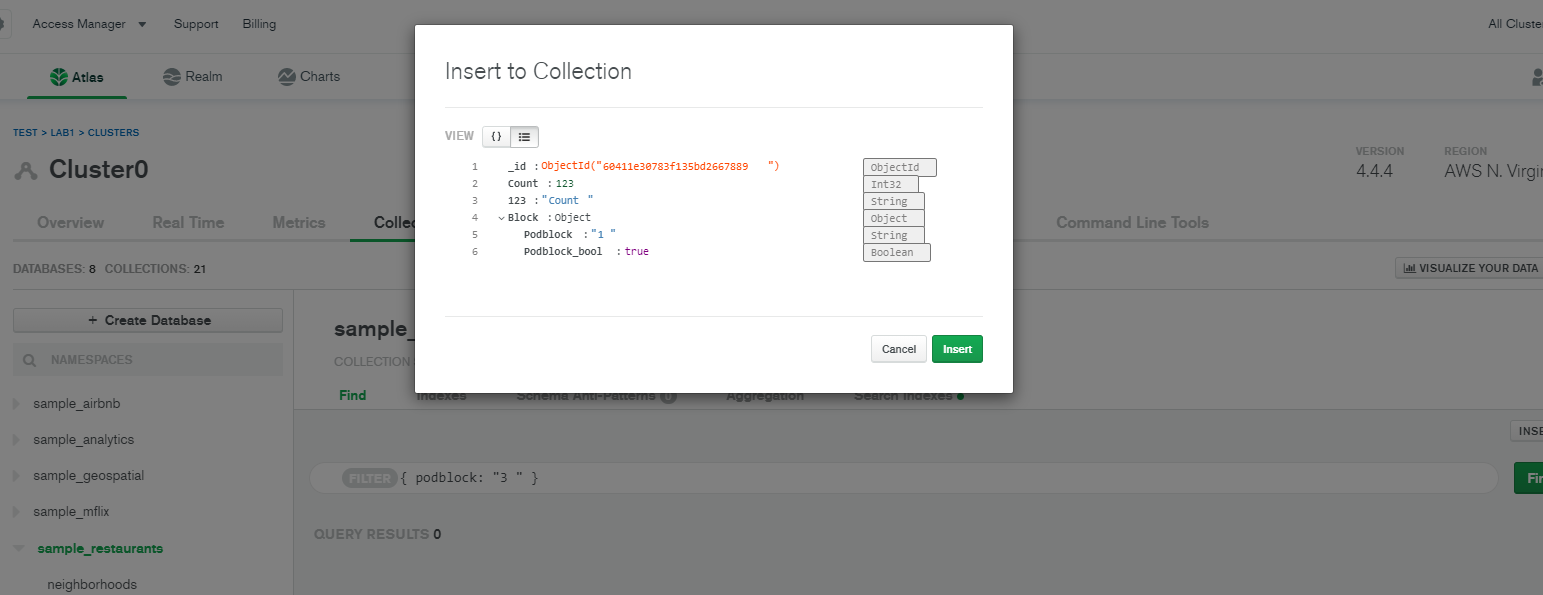 Access Manager Support Billing All Cluste
Atlas Realm Charts
TEST > LAB1 > CLUSTERS
Cluster0
VERSION REGION
4.4.4 AWS N. Virgin
Overview Real Time Metrics Collec Command Line Tools
DATABASES: 8 COLLECTIONS: 21
VISUALIZE YOUR DATA
+ Create Database
NAMESPACES
sample_airbnb
sample_analytics
sample_geospatial
sample_mflix
sample_restaurants
neighborhoods
sample_
COLLECTION
Find Indexes Schema Anti-Patterns 0 Aggregation Search Indexes
INSE
FILTER { podblock: "3 " }
Fin
QUERY RESULTS 0
Insert to Collection
VIEW {}
1 _id : ObjectId("60411e30783f135bd2667889 ") ObjectId
2 Count : 123 Int32
3 123 : "Count " String
4 Block : Object Object
5 Podblock : "1 " String
6 Podblock_bool : true Boolean
Cancel Insert